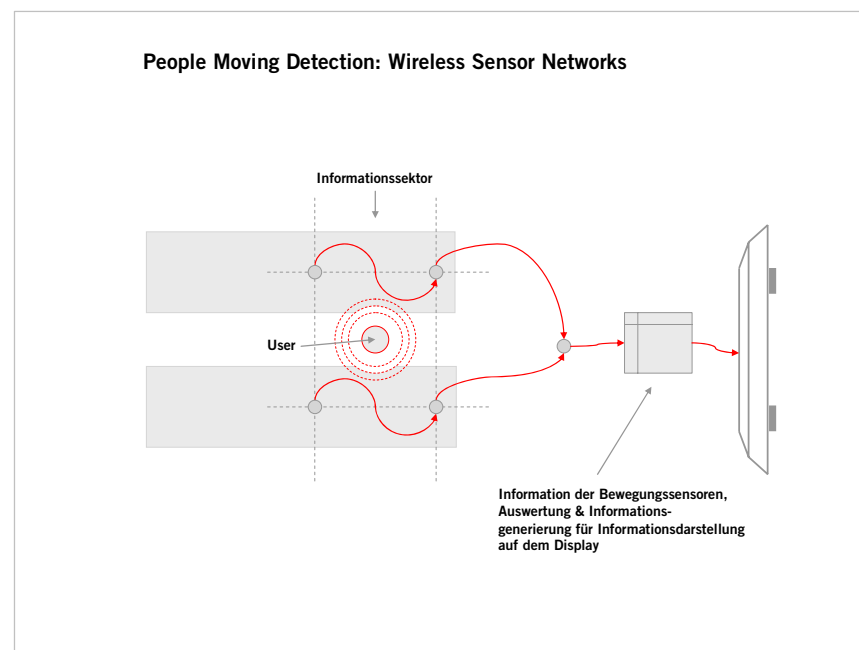 People Moving Detection: Wireless Sensor Networks
Informationssektor
User
Information der Bewegungssensoren,
Auswertung & Informations-
generierung für Informationsdarstellung
auf dem Display